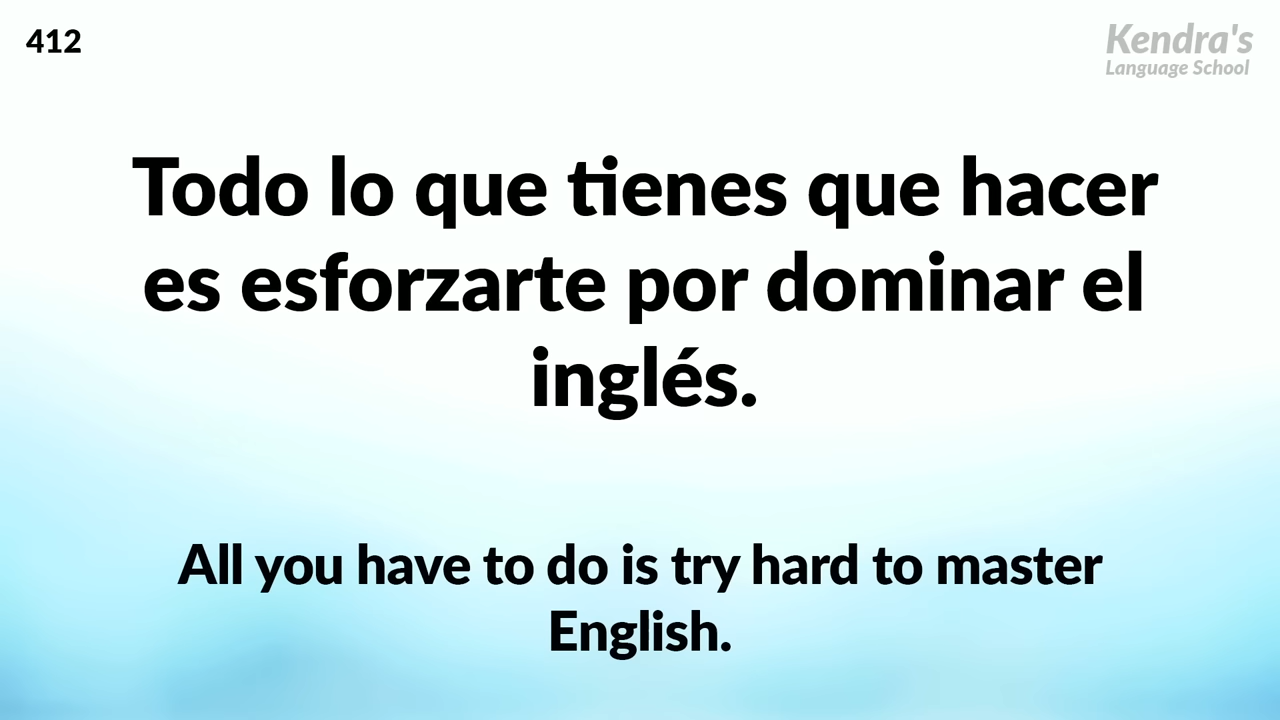 412
Kendra's
Language School
Todo lo que tienes que hacer
es esforzarte por dominar el
inglés.
All you have to do is try hard to master
English.